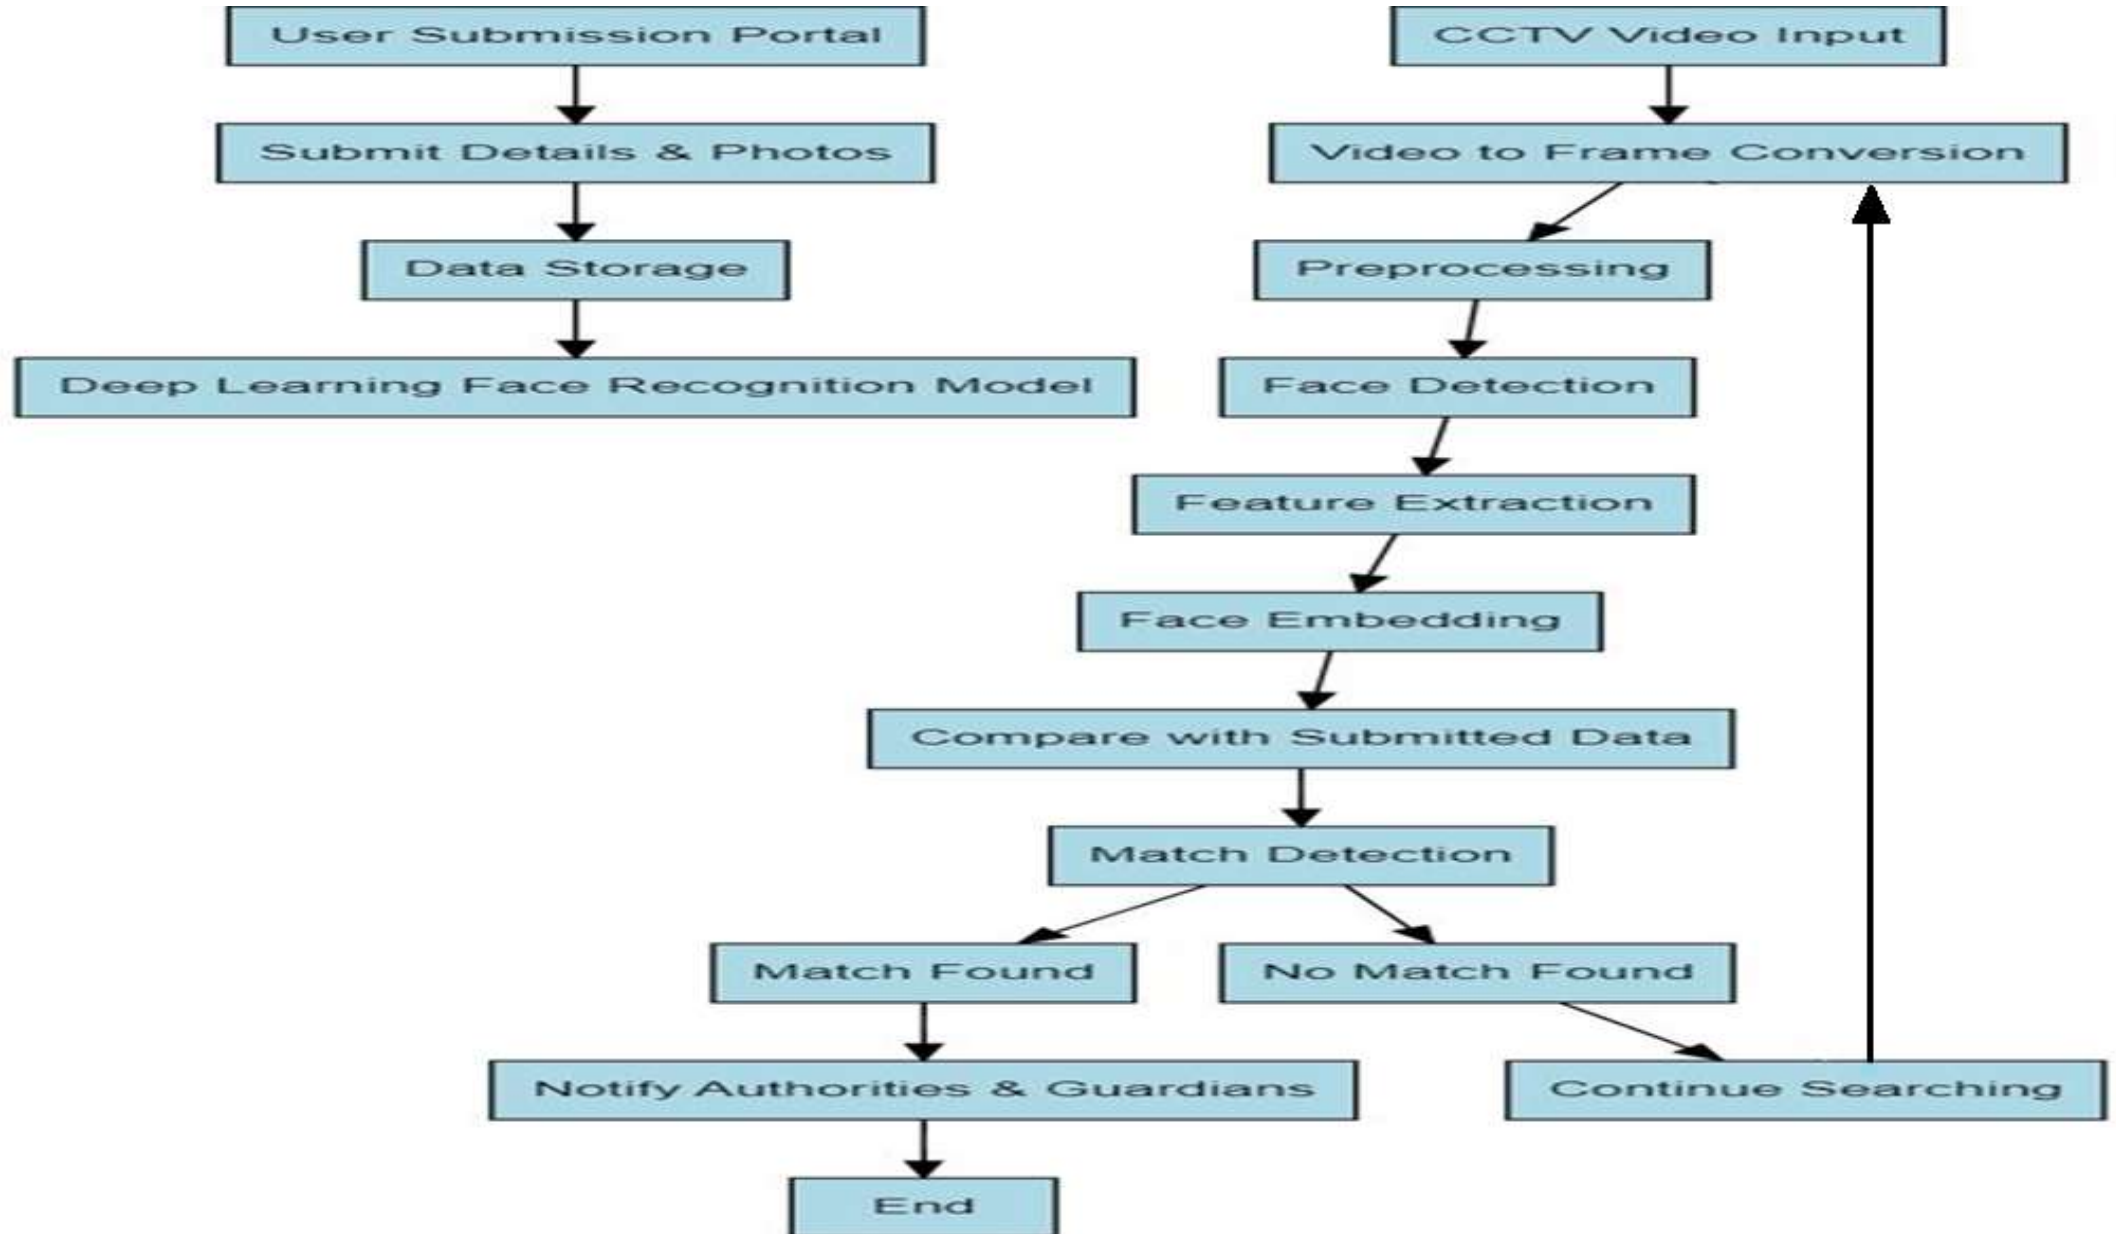 User Submission Portal
Submit Details & Photos
Data Storage
Deep Learning Face Recognition Model
CCTV Video Input
Video to Frame Conversion
Preprocessing
Face Detection
Feature Extraction
Face Embedding
Compare with Submitted Data
Match Detection
Match Found
No Match Found
Notify Authorities & Guardians
Continue Searching
End